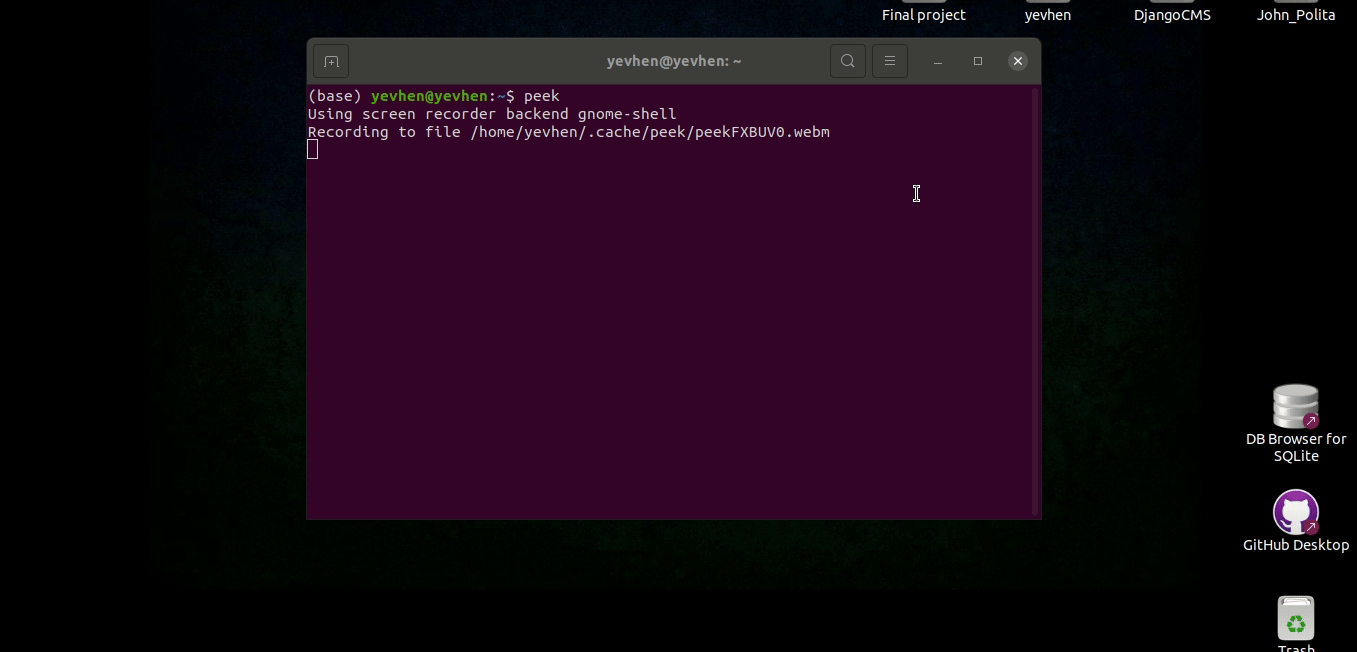 Final project
yevhen
DjangoCMS
John_Polita
yevhen@yevhen: ~
(base) yevhen@yevhen:~$ peek
Using screen recorder backend gnome-shell
Recording to file /home/yevhen/.cache/peek/peekFXBUV0.webm
DB Browser for
SQLite
GitHub Desktop
Trash